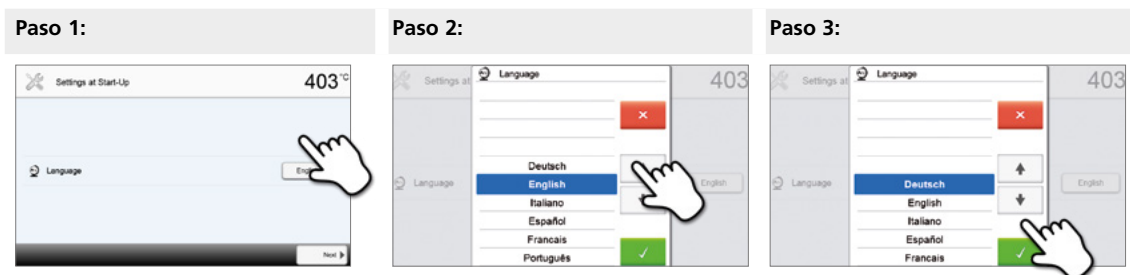 Paso 1:
Paso 2:
Paso 3:
Settings at Start-Up
403 °C
Language
Next
Settings at
Language
403
Deutsch
English
Italiano
Español
Francais
Português
Language
English
Settings at
Language
403
Deutsch
English
Italiano
Español
Francais
Language
English